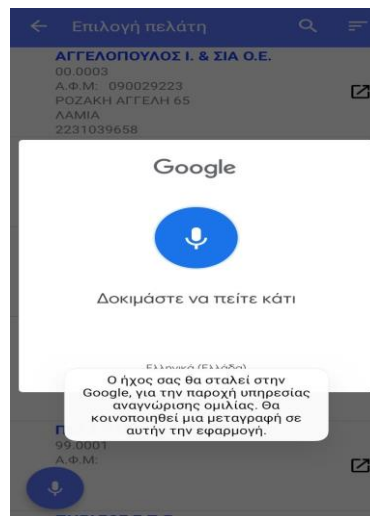 Επιλογή πελάτη
ΑΓΓΕΛΟΠΟΥΛΟΣ Ι. & ΣΙΑ Ο.Ε.
00.0003
Α.Φ.Μ: 090029223
ΡΟΖΑΚΗ ΑΓΓΕΛΗ 65
ΛΑΜΙΑ
2231039658
Google
Δοκιμάστε να πείτε κάτι
Ελληνικά (Ελλάδα)
Ο ήχος σας θα σταλεί στην
Google, για την παροχή υπηρεσίας
αναγνώρισης ομιλίας. Θα
κοινοποιηθεί μια μεταγραφή σε
αυτήν την εφαρμογή.
99.0001
Α.Φ.Μ: